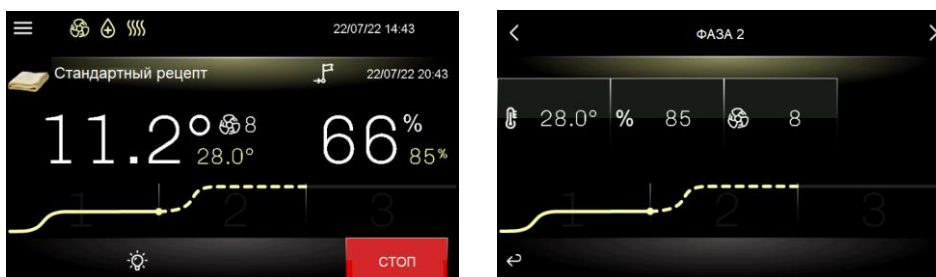 22/07/22 14:43
Стандартный рецепт 22/07/22 20:43
11.2° 8 66%
28.0° 85%
1 2 3
СТОП
ФАЗА 2
28.0° % 85 8
1 2 3